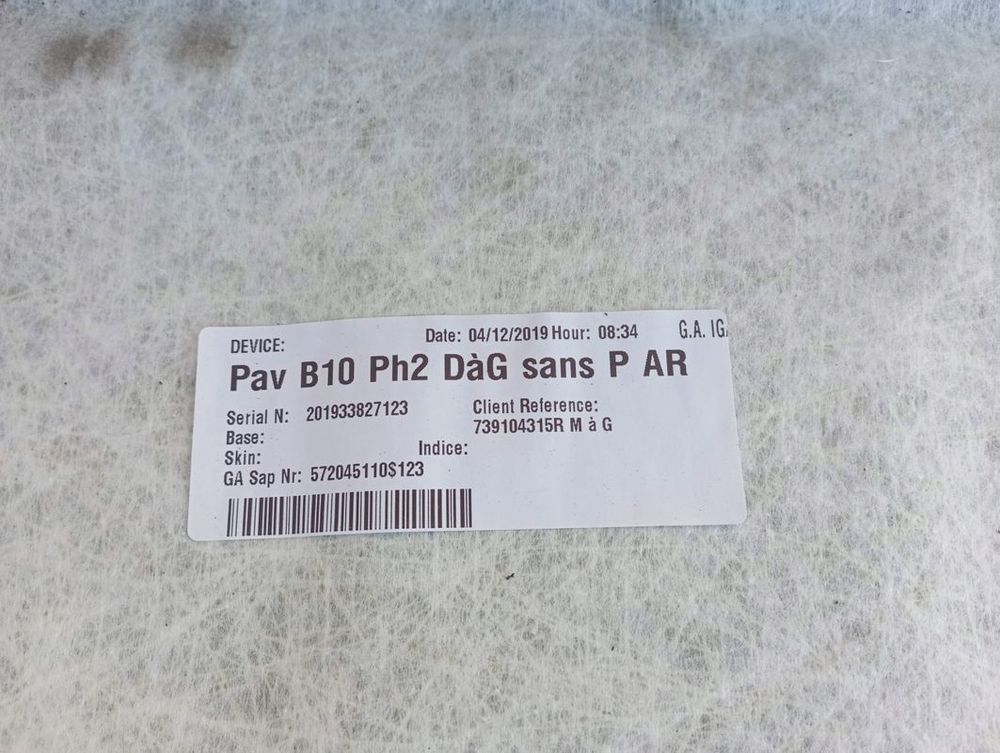 DEVICE: Date: 04/12/2019 Hour: 08:34 G.A. IG
Pav B10 Ph2 DàG sans P AR
Serial N: 201933827123 Client Reference:
Base: 739104315R M à G
Skin: Indice:
GA Sap Nr: 572045110$123